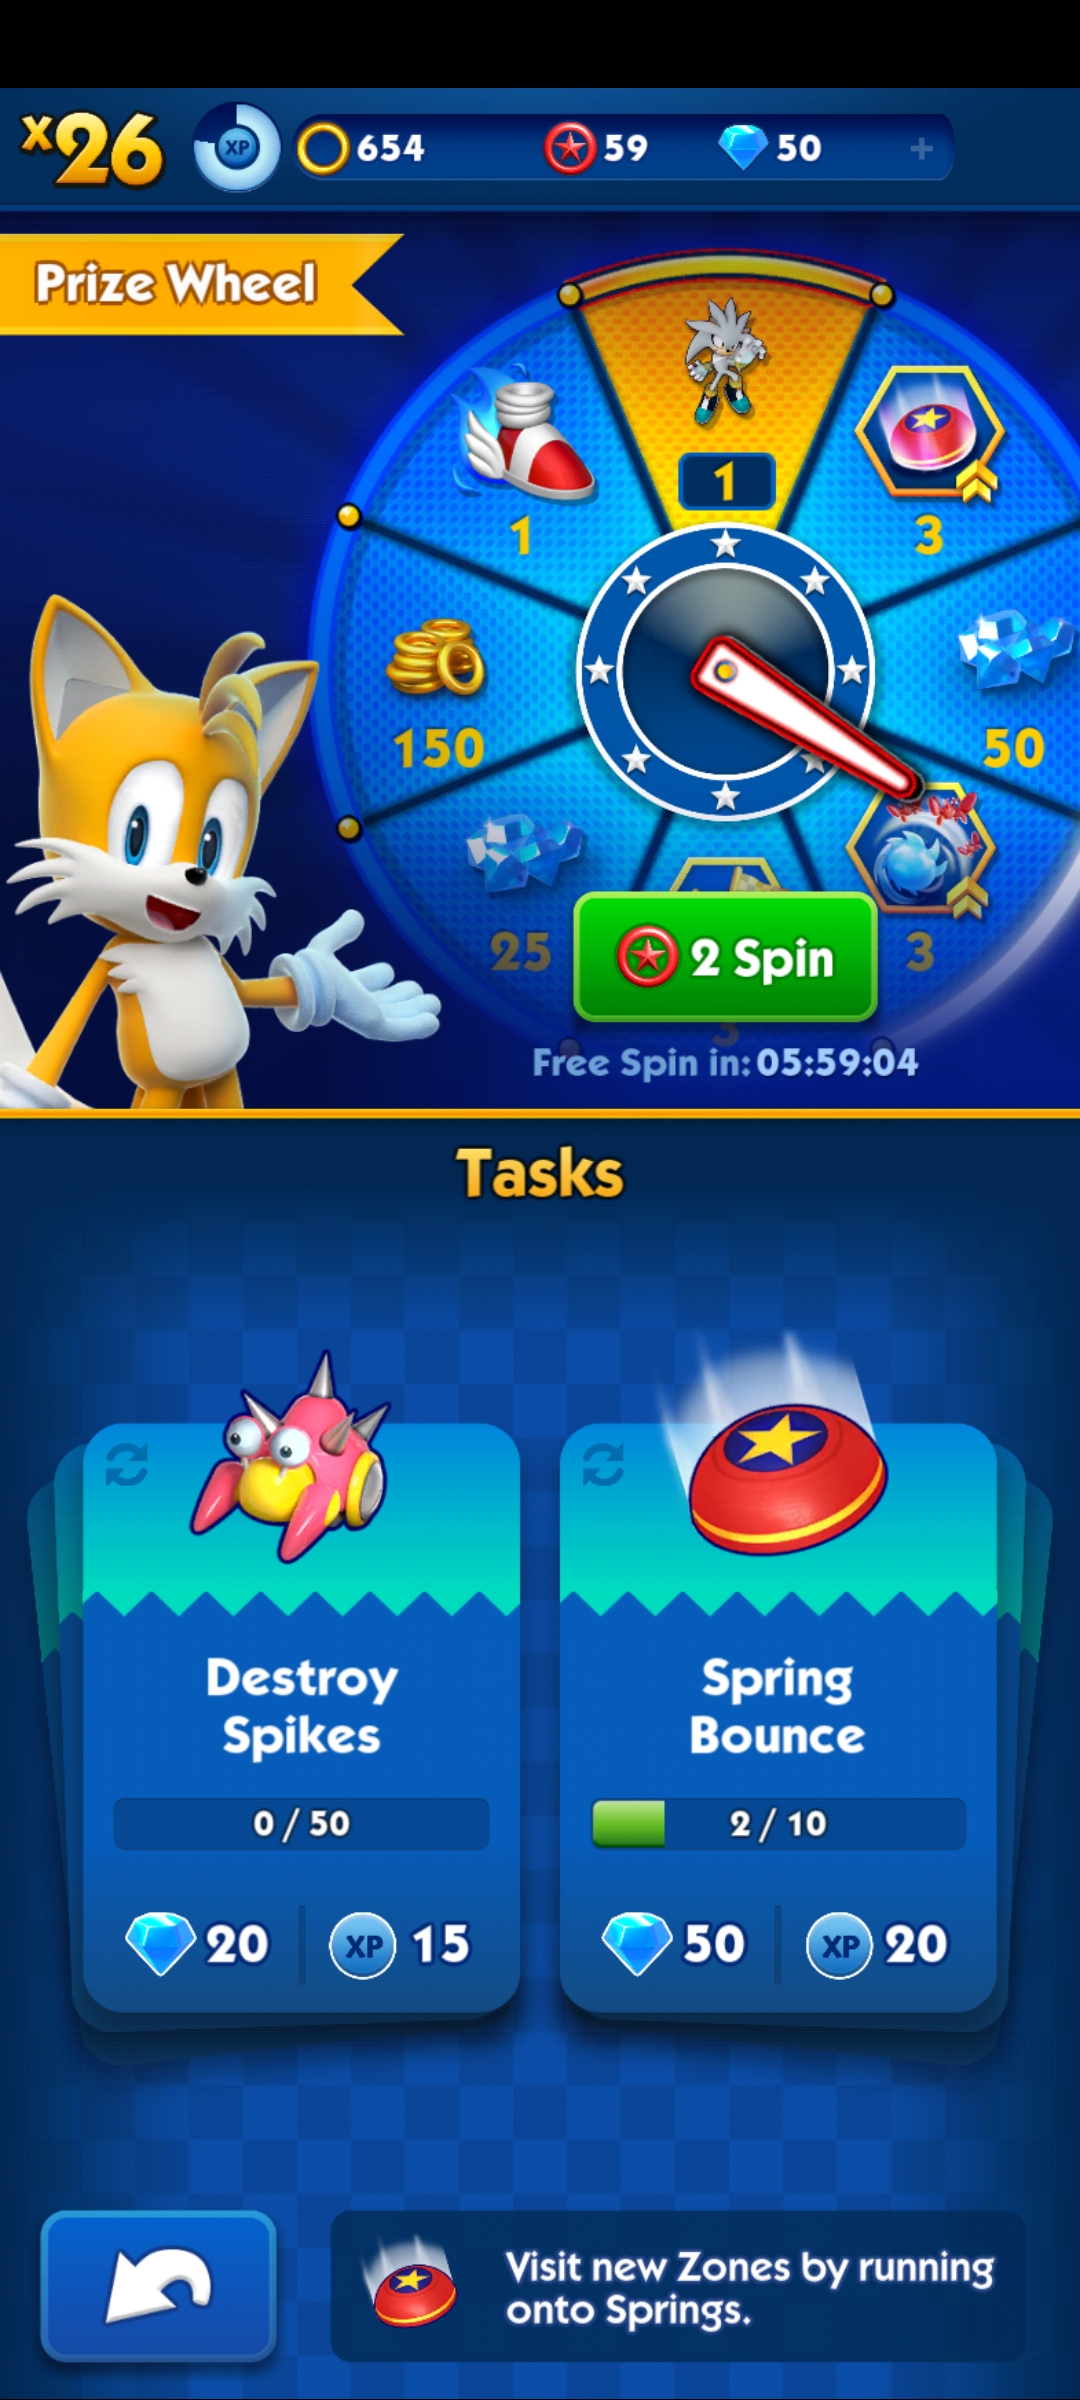 x26
XP
654
59
50
+
Prize Wheel
1
1
3
150
50
25
3
2 Spin
3
Free Spin in: 05:59:04
Tasks
Destroy
Spikes
0 / 50
20
XP
15
Spring
Bounce
2 / 10
50
XP
20
Visit new Zones by running
onto Springs.